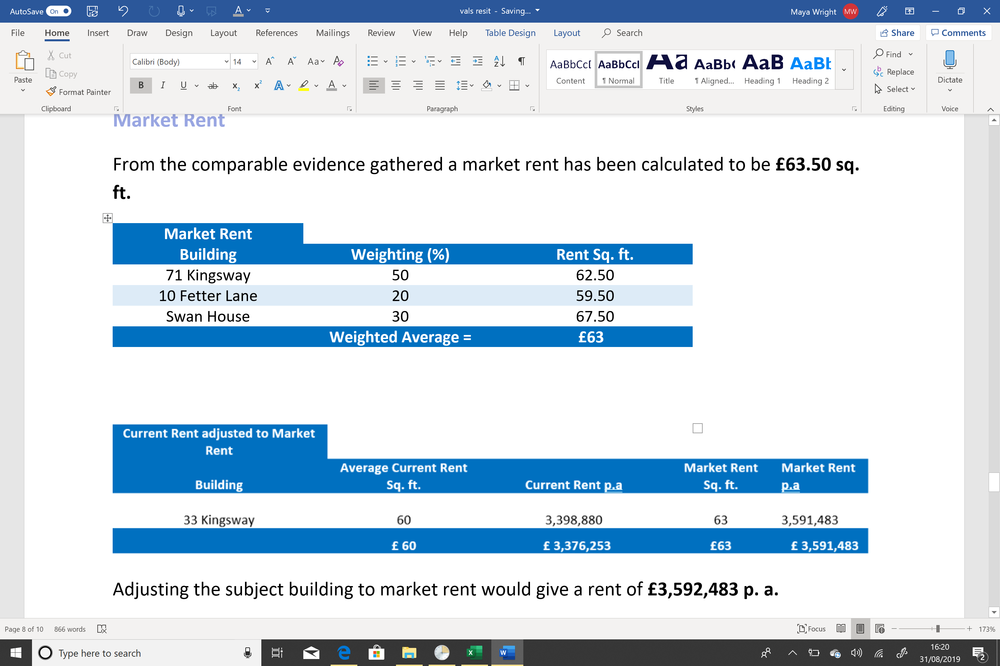 AutoSave On
vals resit - Saving...
Maya Wright MW
File Home Insert Draw Design Layout References Mailings Review View Help Table Design Layout Search Share Comments
Paste
Cut
Copy
Format Painter
Clipboard
Calibri (Body) 14
Font
Paragraph
AaBbCcD AaBbCcI Aa AaBb( AaB AaBb
Content ¶ Normal Title ¶ Aligned... Heading 1 Heading 2
Styles
Find
Replace
Select
Editing
Dictate
Voice
Market Rent
From the comparable evidence gathered a market rent has been calculated to be £63.50 sq.
ft.
Market Rent
Building Weighting (%) Rent Sq. ft.
71 Kingsway 50 62.50
10 Fetter Lane 20 59.50
Swan House 30 67.50
Weighted Average = £63
Current Rent adjusted to Market
Rent
Average Current Rent Market Rent Market Rent
Building Sq. ft. Current Rent p.a Sq. ft. p.a
33 Kingsway 60 3,398,880 63 3,591,483
£ 60 £ 3,376,253 £63 £ 3,591,483
Adjusting the subject building to market rent would give a rent of £3,592,483 p. a.
Page 8 of 10 866 words Focus 173%
Type here to search
16:20
31/08/2019
2